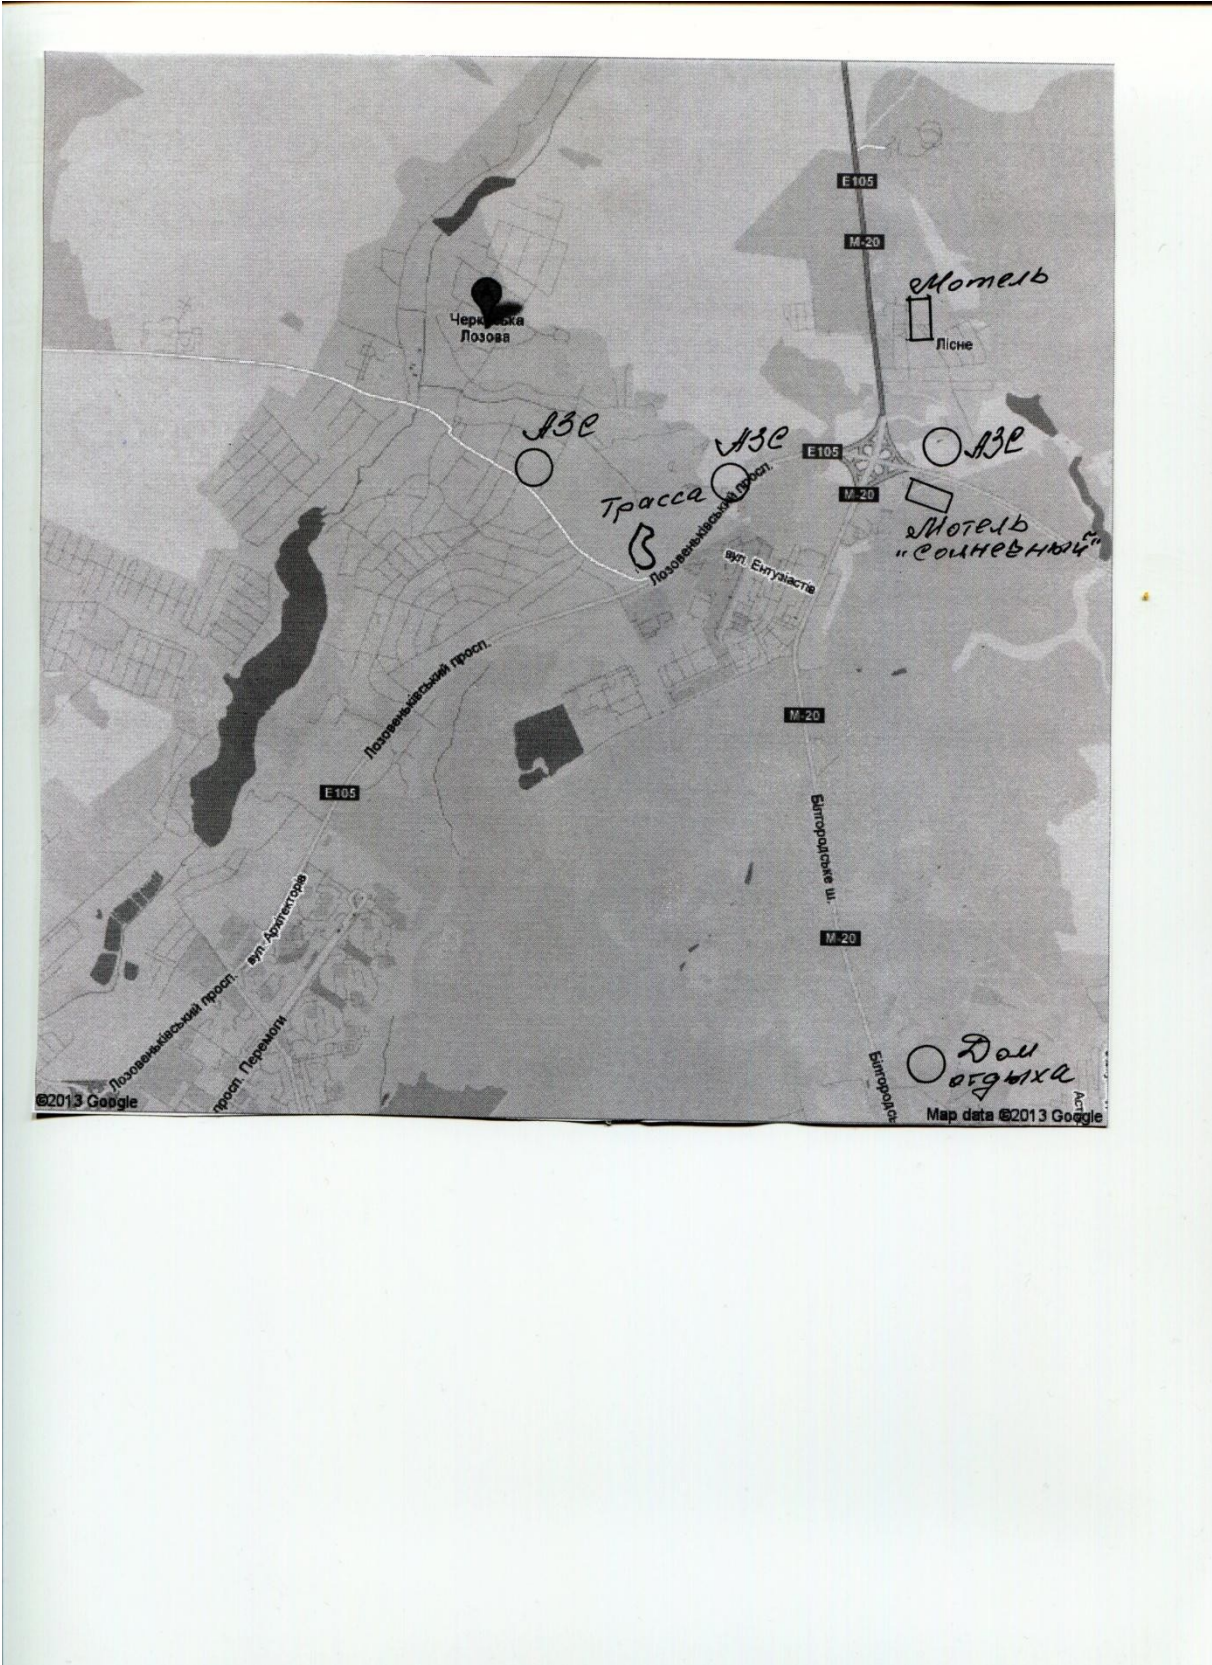 E105
M-20
Мотель
Лісне
Черкаська
Лозова
АЗС
АЗС
АЗС
E105
M-20
Трасса
Лозовеньківський просп.
Мотель
"Солнечный"
вул. Ентузіастів
Лозовеньківський просп.
M-20
E105
Білгородське ш.
вул. Архітекторів
M-20
Лозовеньківський просп.
просп. Перемоги
Дом
отдыха
Білгородсь
Аст
©2013 Google
Map data ©2013 Google